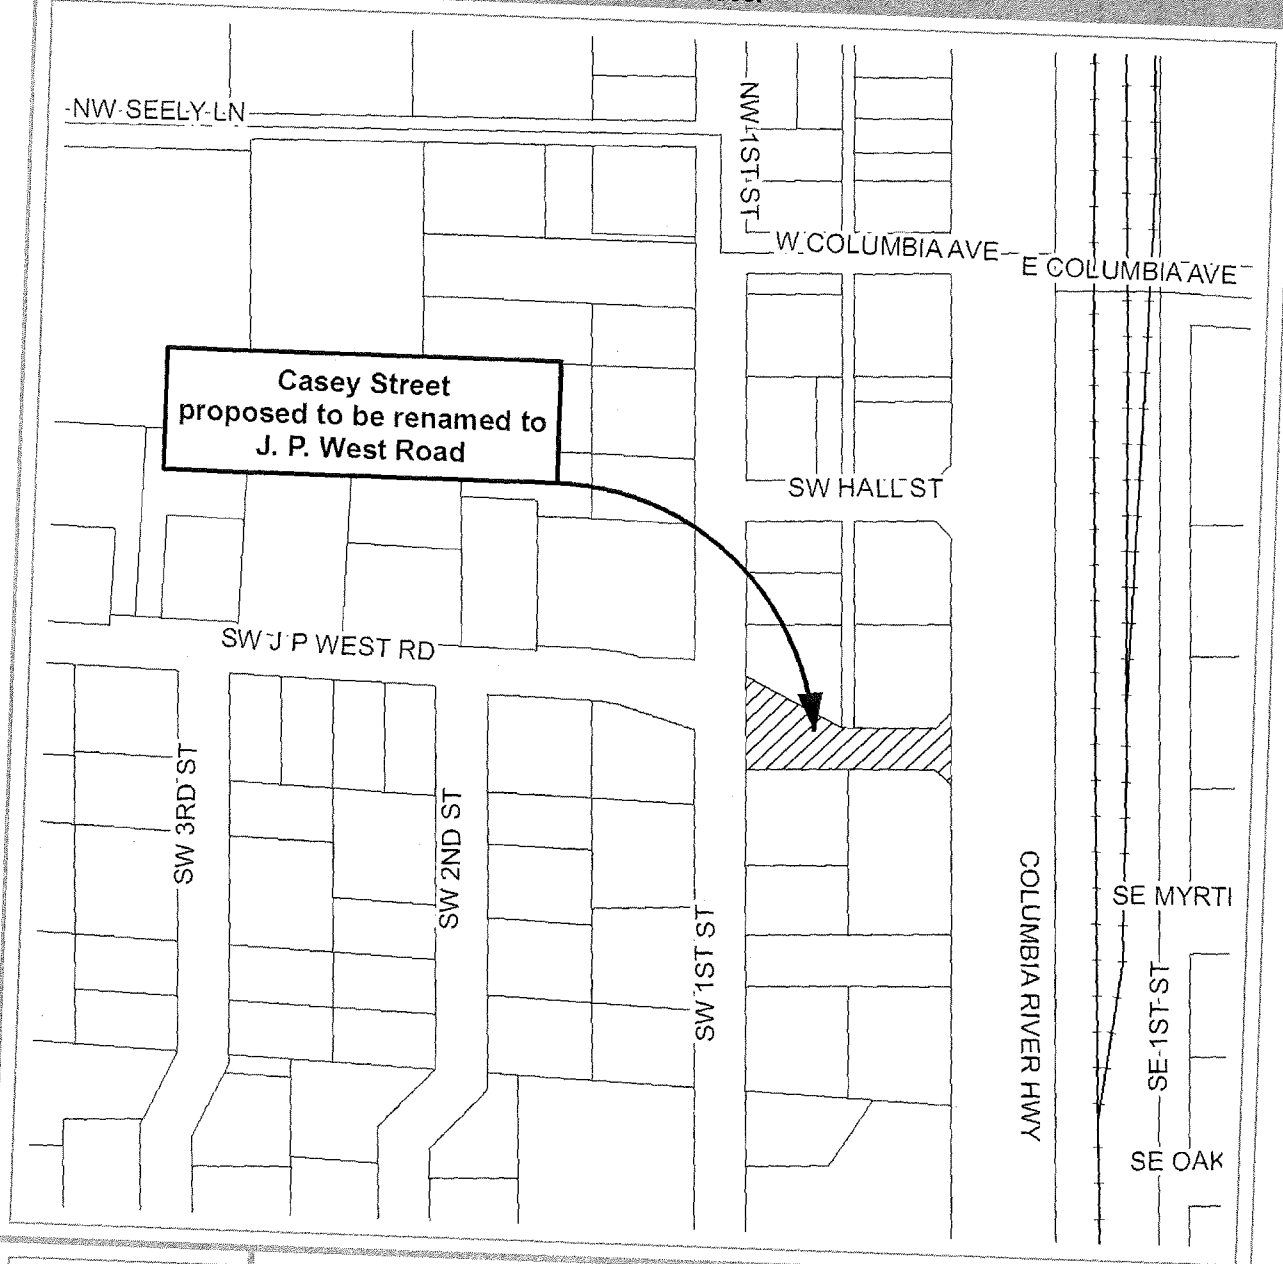 NW SEELY LN
NW 1ST ST
W COLUMBIA AVE
E COLUMBIA AVE
Casey Street
proposed to be renamed to
J. P. West Road
SW HALL ST
SW J P WEST RD
SW 3RD ST
SW 2ND ST
SW 1ST ST
COLUMBIA RIVER HWY
SE MYRTI
SE 1ST ST
SE OAK